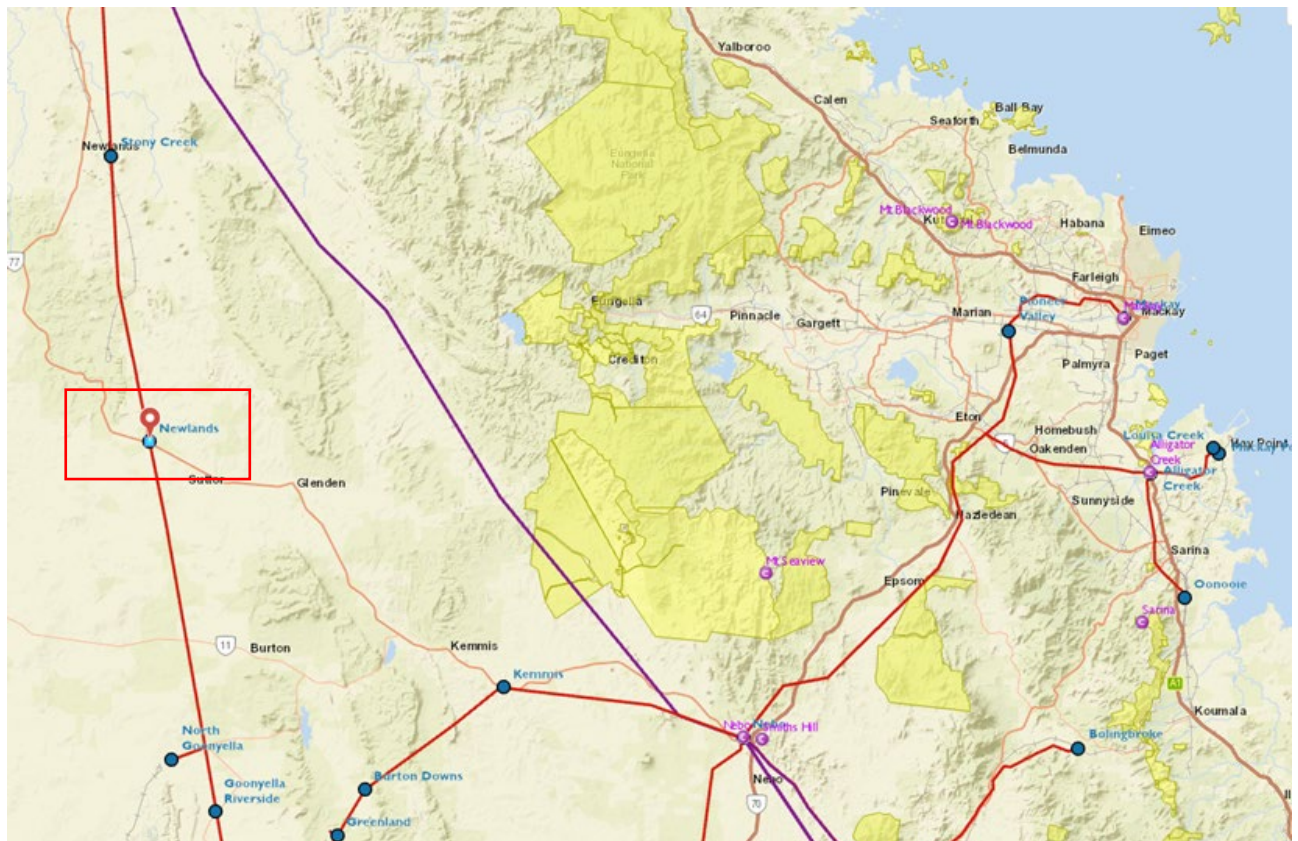 Yalboroo
Calen
Ball Bay
Seaforth
Belmunda
Newlands
Stony Creek
Eungella
National
Park
Mt Blackwood
Mt Blackwood
Habana
Eimeo
77
Farleigh
Eungella
64
Pinnacle
Gargett
Marian
Pioneer
Valley
Mackay
Mackay
Crediton
Palmyra
Paget
Newlands
Eton
Homebush
Louisa Creek
Hay Point
Oakenden
Alligator
Creek
Alligator
Creek
Suttor
Glenden
Pinevale
Sunnyside
Hazledean
Sarina
Mt Seaview
Epsom
Oonooie
Sarina
11
Burton
Kemmis
Kemmis
A1
Koumala
North
Goonyella
Nebo
Nebo
Smiths Hill
Bolingbroke
Goonyella
Riverside
Burton Downs
Nebo
70
Greenland